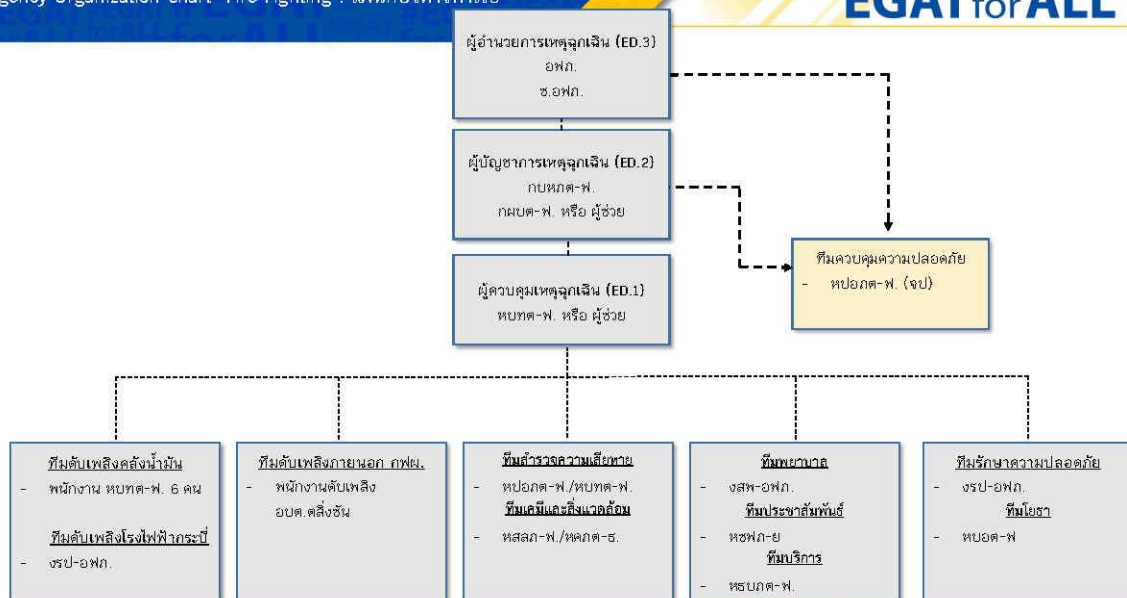 EGAT for ALL
ผู้อำนวยการเหตุฉุกเฉิน (ED.3)
อฟภ.
ช.อฟภ.
ผู้บัญชาการเหตุฉุกเฉิน (ED.2)
กบหภต-ฟ.
กผบต-ฟ. หรือ ผู้ช่วย
ทีมควบคุมความปลอดภัย
- หปอภต-ฟ. (จป)
ผู้ควบคุมเหตุฉุกเฉิน (ED.1)
หบทต-ฟ. หรือ ผู้ช่วย
ทีมดับเพลิงคลังน้ำมัน
- พนักงาน หบทต-ฟ. 6 คน
ทีมดับเพลิงโรงไฟฟ้ากระบี่
- งรป-อฟภ.
ทีมดับเพลิงภายนอก กฟผ.
- พนักงานดับเพลิง
อบต.ตลิ่งชัน
ทีมสำรวจความเสียหาย
- หปอภต-ฟ./หบทต-ฟ.
ทีมเคมีและสิ่งแวดล้อม
- หสลภ-ฟ./หคภต-ธ.
ทีมพยาบาล
- งสพ-อฟภ.
ทีมประชาสัมพันธ์
- หชฟภ-ย
ทีมบริการ
- หธบภต-ฟ.
ทีมรักษาความปลอดภัย
- งรป-อฟภ.
ทีมโยธา
- หบอต-ฟ